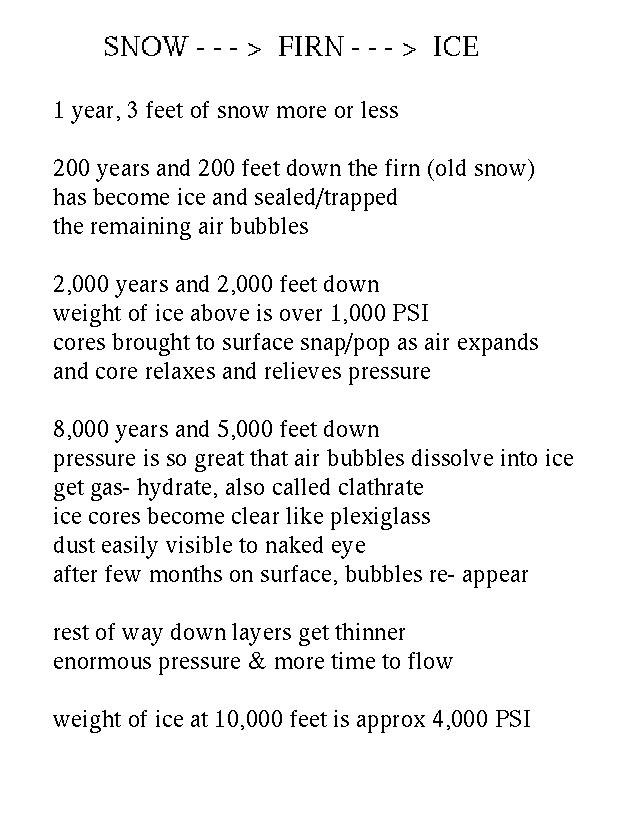 SNOW - - - > FIRN - - - > ICE
1 year, 3 feet of snow more or less
200 years and 200 feet down the firn (old snow)
has become ice and sealed/trapped
the remaining air bubbles
2,000 years and 2,000 feet down
weight of ice above is over 1,000 PSI
cores brought to surface snap/pop as air expands
and core relaxes and relieves pressure
8,000 years and 5,000 feet down
pressure is so great that air bubbles dissolve into ice
get gas- hydrate, also called clathrate
ice cores become clear like plexiglass
dust easily visible to naked eye
after few months on surface, bubbles re- appear
rest of way down layers get thinner
enormous pressure & more time to flow
weight of ice at 10,000 feet is approx 4,000 PSI